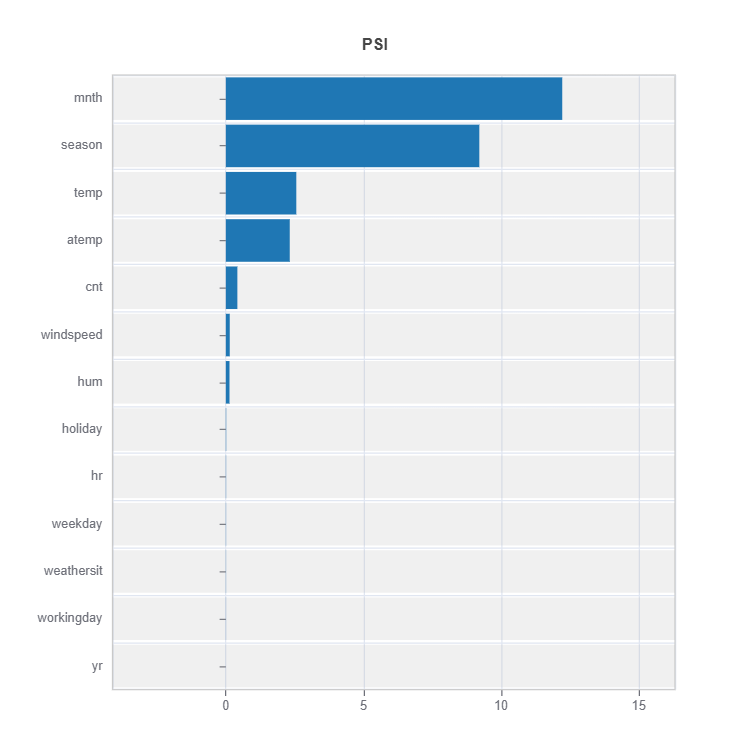 PSI
mnth
season
temp
atemp
cnt
windspeed
hum
holiday
hr
weekday
weathersit
workingday
yr
0 5 10 15